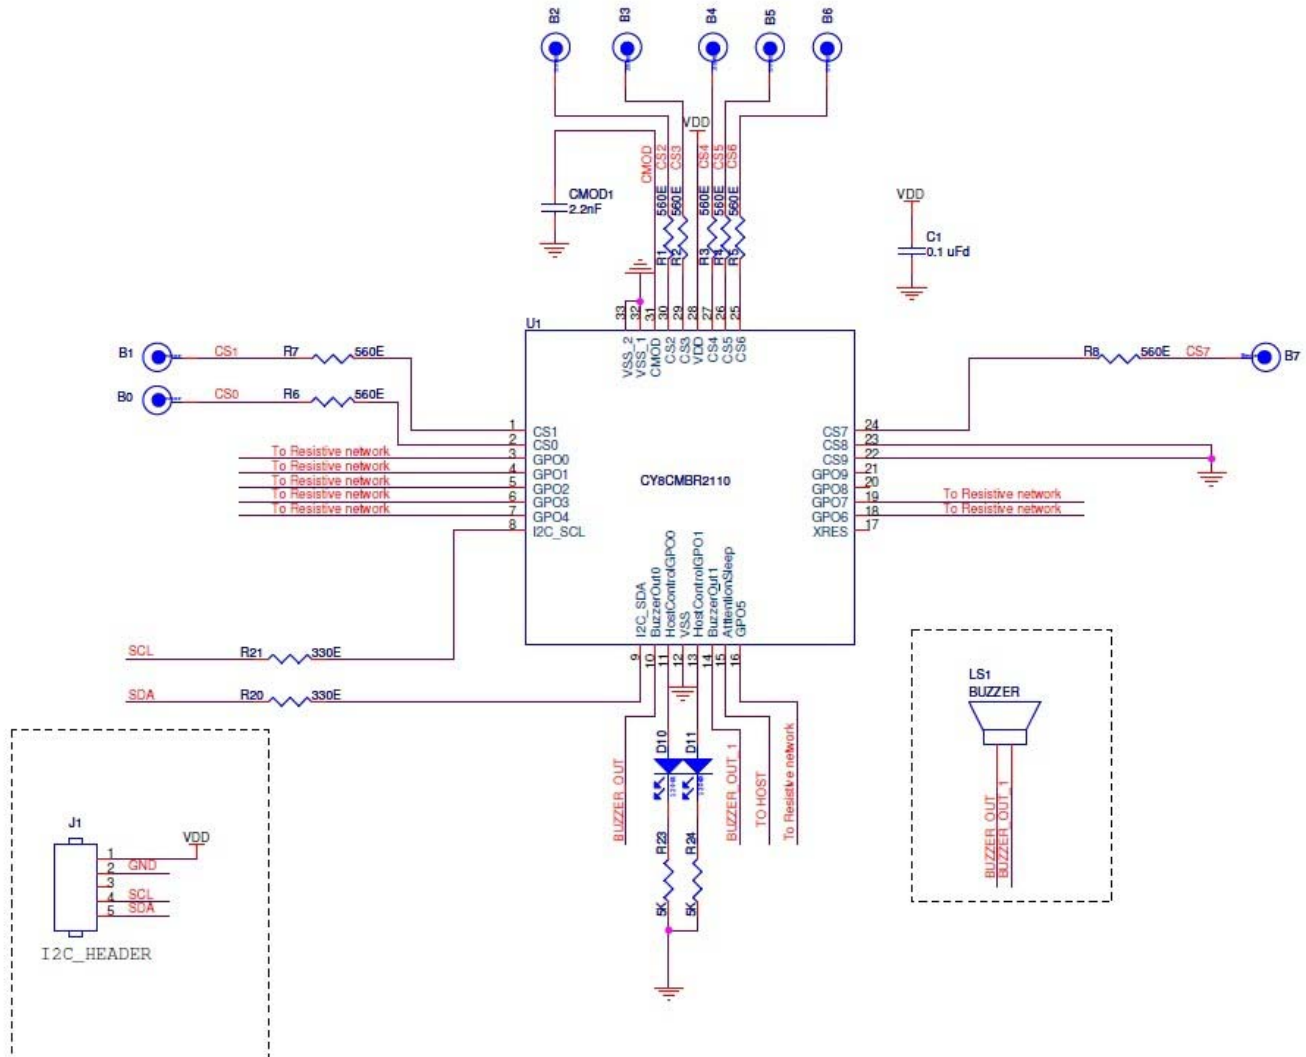 B2
B3
B4
B5
B6
VDD
CMOD
CS2
CS3
CS4
CS5
CS6
CMOD1
2.2nF
560E
560E
560E
560E
560E
R1
R2
R3
R4
R5
VDD
C1
0.1 uFd
33
32
31
30
29
28
27
26
25
U1
VSS_2
VSS_1
CMOD
CS2
CS3
VDD
CS4
CS5
CS6
B1 CS1 R7 560E
B0 CS0 R6 560E
R8 560E CS7 B7
1 CS1
2 CS0
3 GPO0
4 GPO1
5 GPO2
6 GPO3
7 GPO4
8 I2C_SCL
To Resistive network
To Resistive network
To Resistive network
To Resistive network
To Resistive network
CY8CMBR2110
CS7 24
CS8 23
CS9 22
GPO9 21
GPO8 20
GPO7 19
GPO6 18
XRES 17
To Resistive network
To Resistive network
I2C_SDA
BuzzerOut0
HostControlGPO0
VSS
HostControlGPO1
BuzzerOut1
AtttentionSleep
GPO5
9
10
11
12
13
14
15
16
SCL R21 330E
SDA R20 330E
BUZZER_OUT
D10
D11
BUZZER_OUT_1
TO HOST
To Resistive network
R23
R24
5K
5K
LS1
BUZZER
BUZZER_OUT
BUZZER_OUT_1
J1
VDD
1
2 GND
3
4 SCL
5 SDA
I2C_HEADER